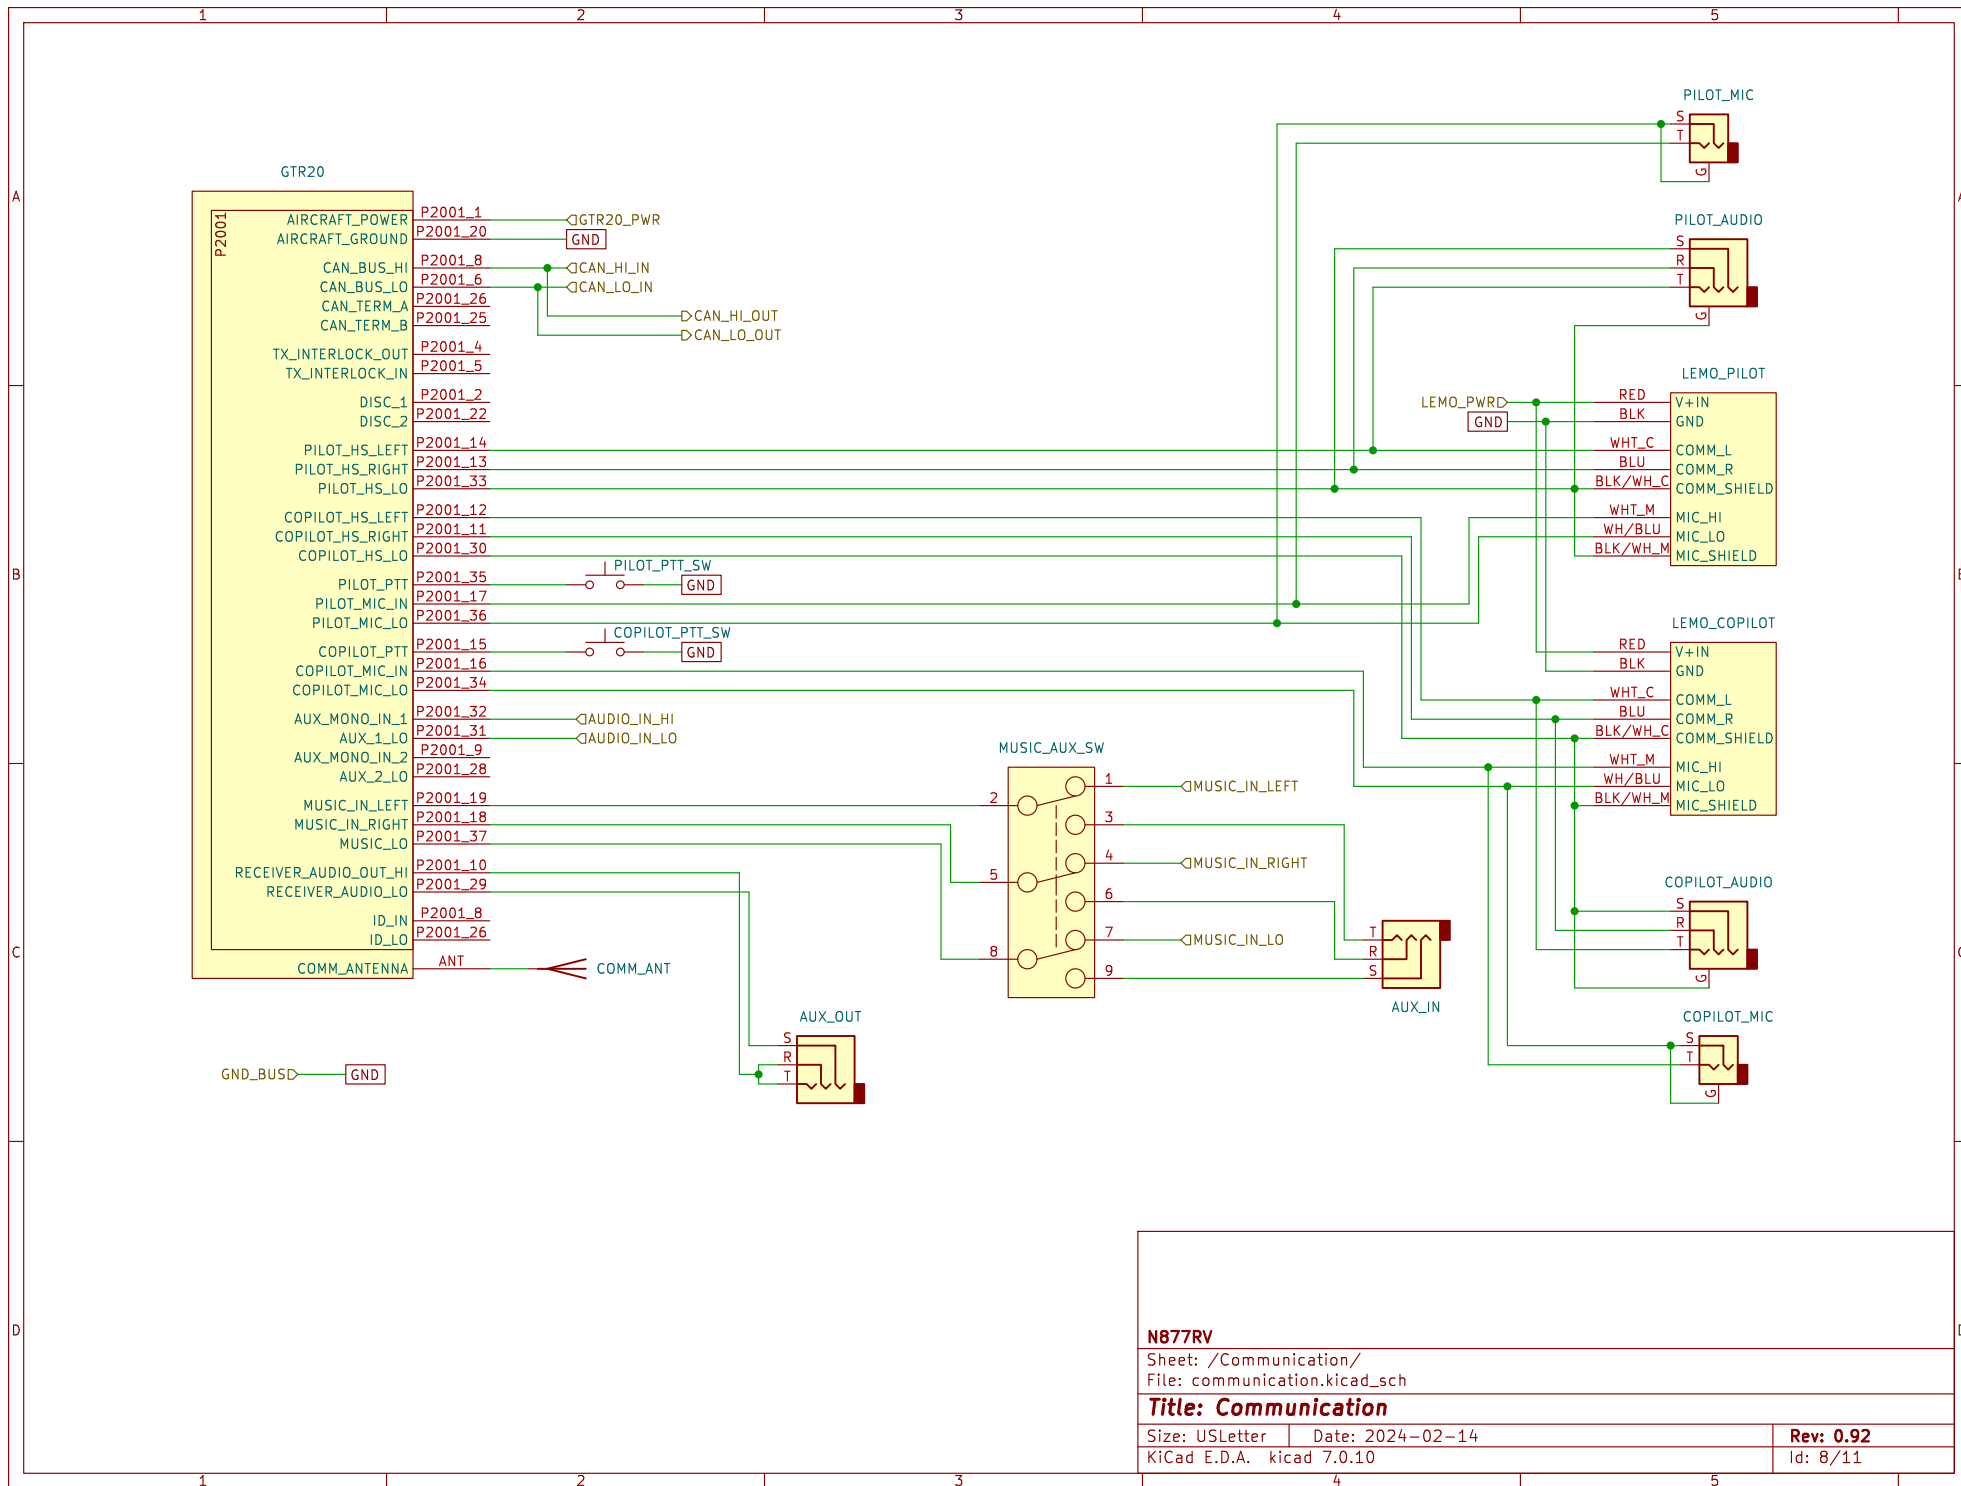 1 2 3 4 5
A
B
C
D
GTR20
P2001
AIRCRAFT_POWER P2001_1 GTR20_PWR
AIRCRAFT_GROUND P2001_20 GND
CAN_BUS_HI P2001_8 CAN_HI_IN
CAN_BUS_LO P2001_6 CAN_LO_IN
CAN_TERM_A P2001_26
CAN_HI_OUT
CAN_TERM_B P2001_25
CAN_LO_OUT
TX_INTERLOCK_OUT P2001_4
TX_INTERLOCK_IN P2001_5
DISC_1 P2001_2
DISC_2 P2001_22
PILOT_HS_LEFT P2001_14
PILOT_HS_RIGHT P2001_13
PILOT_HS_LO P2001_33
COPILOT_HS_LEFT P2001_12
COPILOT_HS_RIGHT P2001_11
COPILOT_HS_LO P2001_30
PILOT_PTT_SW
PILOT_PTT P2001_35 GND
PILOT_MIC_IN P2001_17
PILOT_MIC_LO P2001_36
COPILOT_PTT_SW
COPILOT_PTT P2001_15 GND
COPILOT_MIC_IN P2001_16
COPILOT_MIC_LO P2001_34
AUX_MONO_IN_1 P2001_32 AUDIO_IN_HI
AUX_1_LO P2001_31 AUDIO_IN_LO
AUX_MONO_IN_2 P2001_9
AUX_2_LO P2001_28
MUSIC_IN_LEFT P2001_19
MUSIC_IN_RIGHT P2001_18
MUSIC_LO P2001_37
RECEIVER_AUDIO_OUT_HI P2001_10
RECEIVER_AUDIO_LO P2001_29
ID_IN P2001_8
ID_LO P2001_26
COMM_ANTENNA ANT COMM_ANT
GND_BUS GND
AUX_OUT
S
R
T
MUSIC_AUX_SW
1 MUSIC_IN_LEFT
2
3
4 MUSIC_IN_RIGHT
5
6
7 MUSIC_IN_LO
8
9
T
R
S
AUX_IN
PILOT_MIC
S
T
G
PILOT_AUDIO
S
R
T
G
LEMO_PILOT
LEMO_PWR RED V+IN
GND BLK GND
WHT_C COMM_L
BLU COMM_R
BLK/WH_C COMM_SHIELD
WHT_M MIC_HI
WH/BLU MIC_LO
BLK/WH_M MIC_SHIELD
LEMO_COPILOT
RED V+IN
BLK GND
WHT_C COMM_L
BLU COMM_R
BLK/WH_C COMM_SHIELD
WHT_M MIC_HI
WH/BLU MIC_LO
BLK/WH_M MIC_SHIELD
COPILOT_AUDIO
S
R
T
G
COPILOT_MIC
S
T
G
N877RV
Sheet: /Communication/
File: communication.kicad_sch
Title: Communication
Size: USLetter Date: 2024-02-14 Rev: 0.92
KiCad E.D.A. kicad 7.0.10 Id: 8/11
1 2 3 4 5